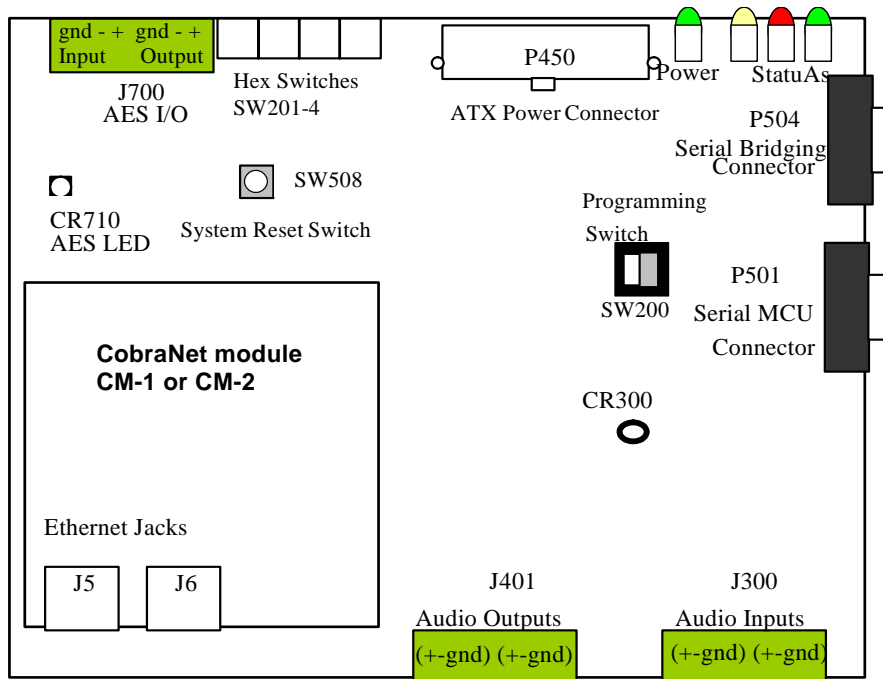 gnd - + gnd - +
Input Output
J700
AES I/O
Hex Switches
SW201-4
P450
ATX Power Connector
Power
StatuAs
P504
Serial Bridging
Connector
CR710
AES LED
SW508
System Reset Switch
Programming
Switch
SW200
P501
Serial MCU
Connector
CobraNet module
CM-1 or CM-2
CR300
Ethernet Jacks
J5
J6
J401
Audio Outputs
(+-gnd) (+-gnd)
J300
Audio Inputs
(+-gnd) (+-gnd)